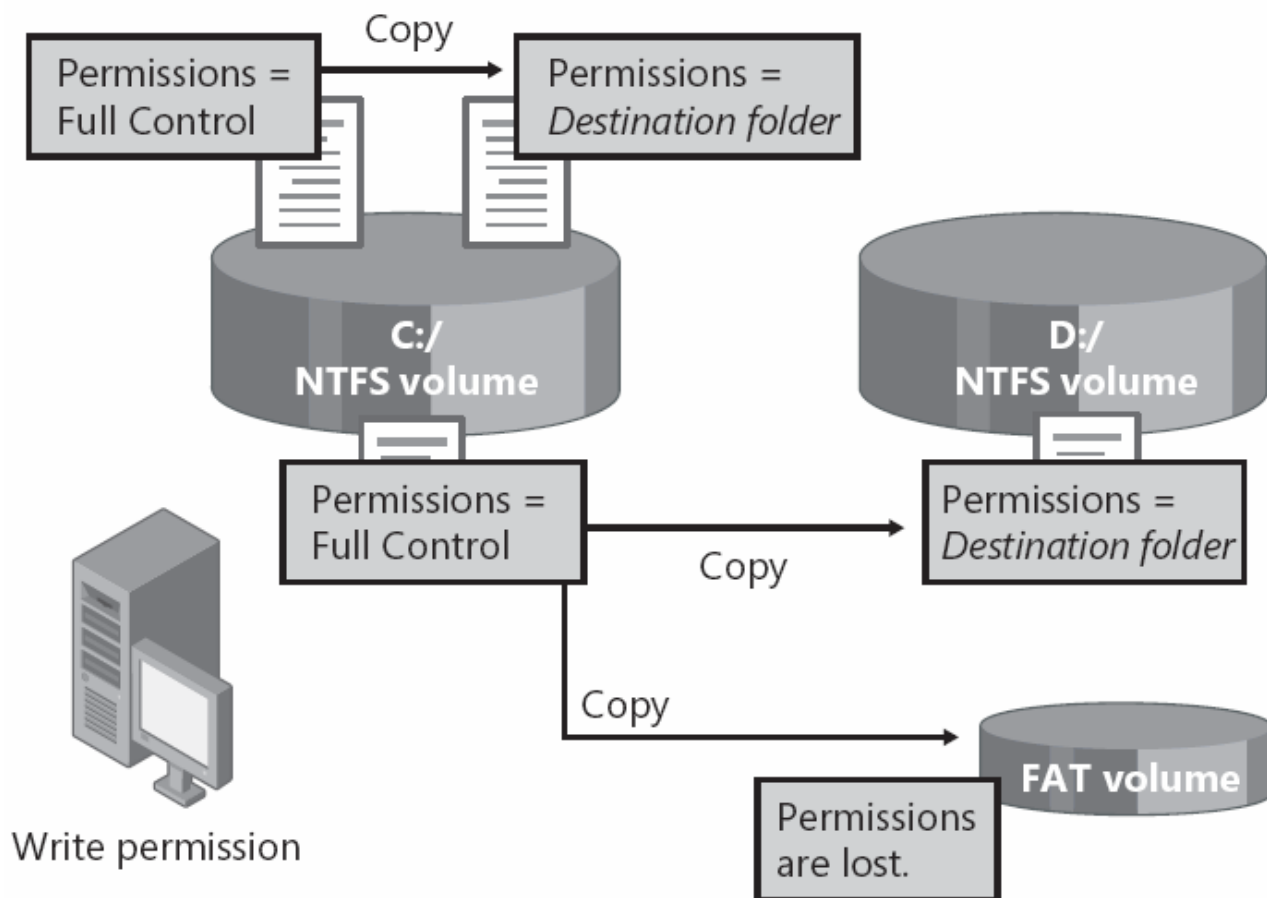 Copy
Permissions =
Full Control
Permissions =
Destination folder
C:/
NTFS volume
D:/
NTFS volume
Permissions =
Full Control
Copy
Permissions =
Destination folder
Copy
FAT volume
Permissions
are lost.
Write permission